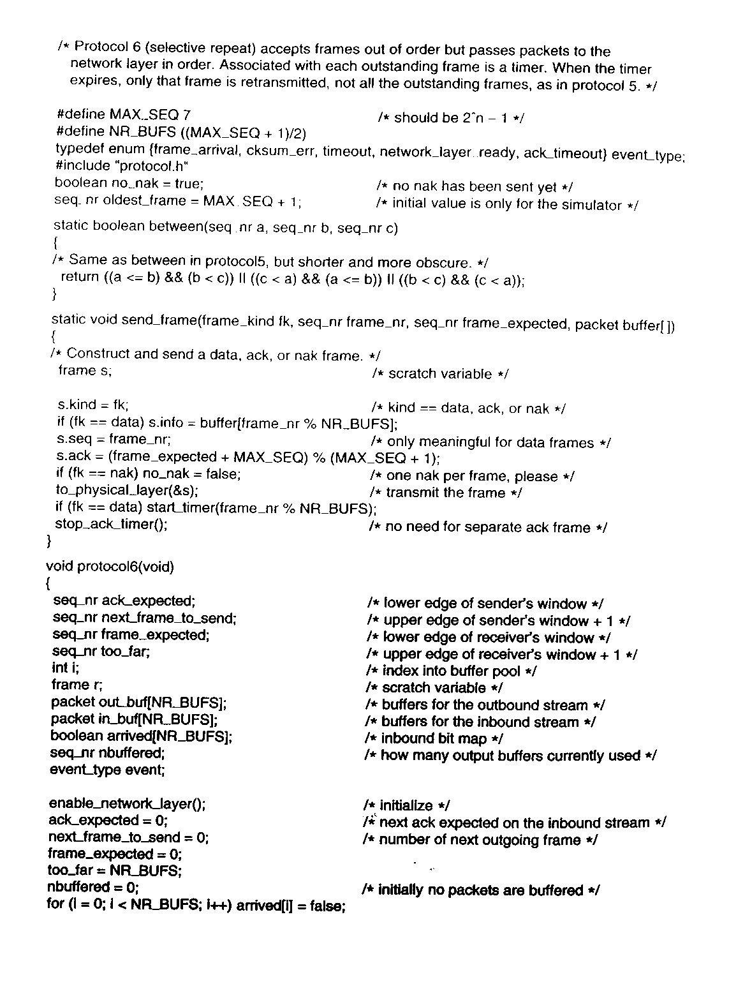 /* Protocol 6 (selective repeat) accepts frames out of order but passes packets to the
network layer in order. Associated with each outstanding frame is a timer. When the timer
expires, only that frame is retransmitted, not all the outstanding frames, as in protocol 5. */
#define MAX_SEQ 7 /* should be 2^n – 1 */
#define NR_BUFS ((MAX_SEQ + 1)/2)
typedef enum {frame_arrival, cksum_err, timeout, network_layer_ready, ack_timeout} event_type;
#include "protocol.h"
boolean no_nak = true; /* no nak has been sent yet */
seq_nr oldest_frame = MAX_SEQ + 1; /* initial value is only for the simulator */
static boolean between(seq_nr a, seq_nr b, seq_nr c)
{
/* Same as between in protocol5, but shorter and more obscure. */
return ((a <= b) && (b < c)) || ((c < a) && (a <= b)) || ((b < c) && (c < a));
}
static void send_frame(frame_kind fk, seq_nr frame_nr, seq_nr frame_expected, packet buffer[])
{
/* Construct and send a data, ack, or nak frame. */
frame s; /* scratch variable */
s.kind = fk; /* kind == data, ack, or nak */
if (fk == data) s.info = buffer[frame_nr % NR_BUFS];
s.seq = frame_nr; /* only meaningful for data frames */
s.ack = (frame_expected + MAX_SEQ) % (MAX_SEQ + 1);
if (fk == nak) no_nak = false; /* one nak per frame, please */
to_physical_layer(&s); /* transmit the frame */
if (fk == data) start_timer(frame_nr % NR_BUFS);
stop_ack_timer(); /* no need for separate ack frame */
}
void protocol6(void)
{
seq_nr ack_expected; /* lower edge of sender's window */
seq_nr next_frame_to_send; /* upper edge of sender's window + 1 */
seq_nr frame_expected; /* lower edge of receiver's window */
seq_nr too_far; /* upper edge of receiver's window + 1 */
int i; /* index into buffer pool */
frame r; /* scratch variable */
packet out_buf[NR_BUFS]; /* buffers for the outbound stream */
packet in_buf[NR_BUFS]; /* buffers for the inbound stream */
boolean arrived[NR_BUFS]; /* inbound bit map */
seq_nr nbuffered; /* how many output buffers currently used */
event_type event;
enable_network_layer(); /* initialize */
ack_expected = 0; /* next ack expected on the inbound stream */
next_frame_to_send = 0; /* number of next outgoing frame */
frame_expected = 0;
too_far = NR_BUFS;
nbuffered = 0; /* initially no packets are buffered */
for (i = 0; i < NR_BUFS; i++) arrived[i] = false;